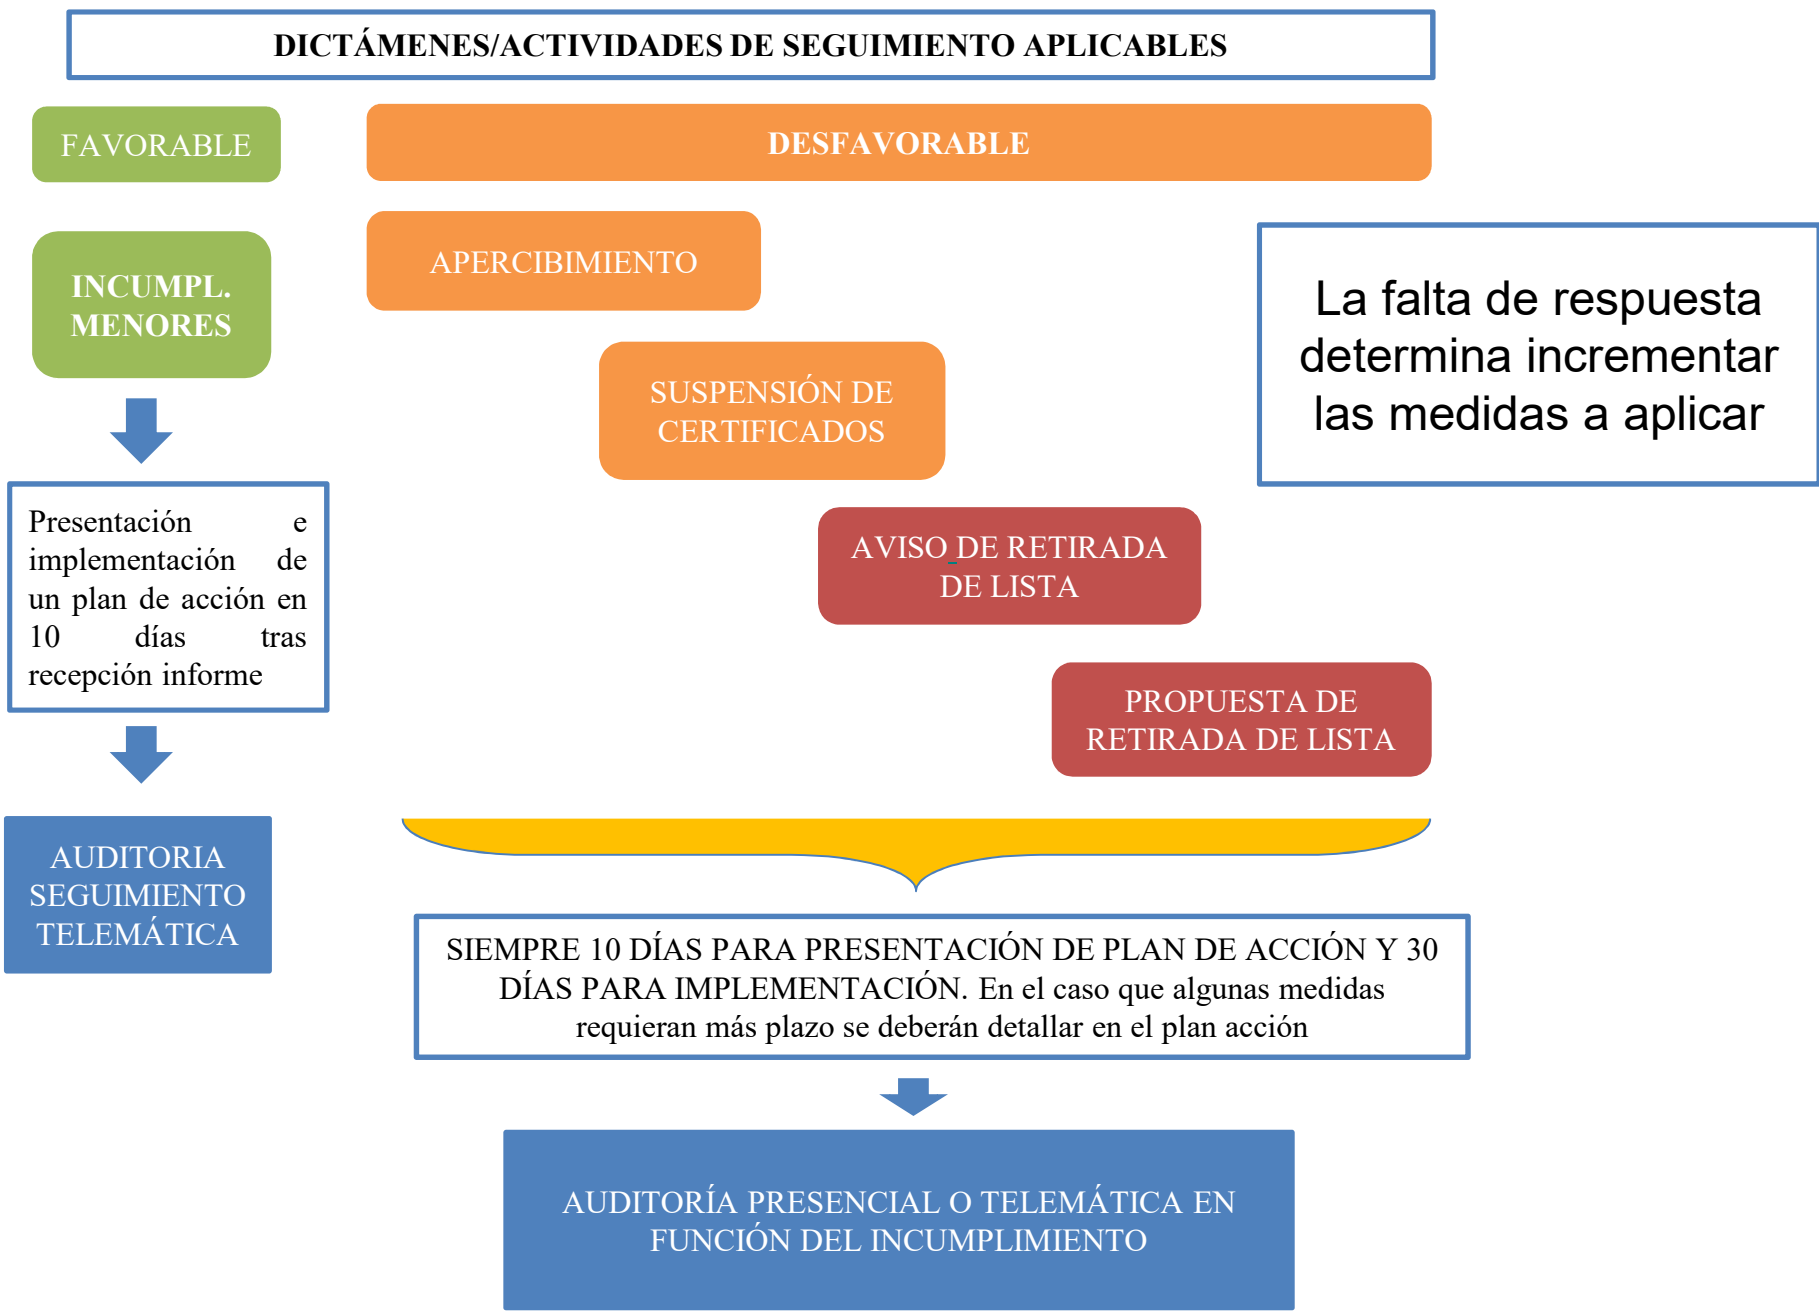 DICTÁMENES/ACTIVIDADES DE SEGUIMIENTO APLICABLES
FAVORABLE
DESFAVORABLE
INCUMPL.
MENORES
APERCIBIMIENTO
La falta de respuesta
determina incrementar
las medidas a aplicar
SUSPENSIÓN DE
CERTIFICADOS
Presentación e
implementación de
un plan de acción en
10 días tras
recepción informe
AVISO DE RETIRADA
DE LISTA
PROPUESTA DE
RETIRADA DE LISTA
AUDITORIA
SEGUIMIENTO
TELEMÁTICA
SIEMPRE 10 DÍAS PARA PRESENTACIÓN DE PLAN DE ACCIÓN Y 30
DÍAS PARA IMPLEMENTACIÓN. En el caso que algunas medidas
requieran más plazo se deberán detallar en el plan acción
AUDITORÍA PRESENCIAL O TELEMÁTICA EN
FUNCIÓN DEL INCUMPLIMIENTO